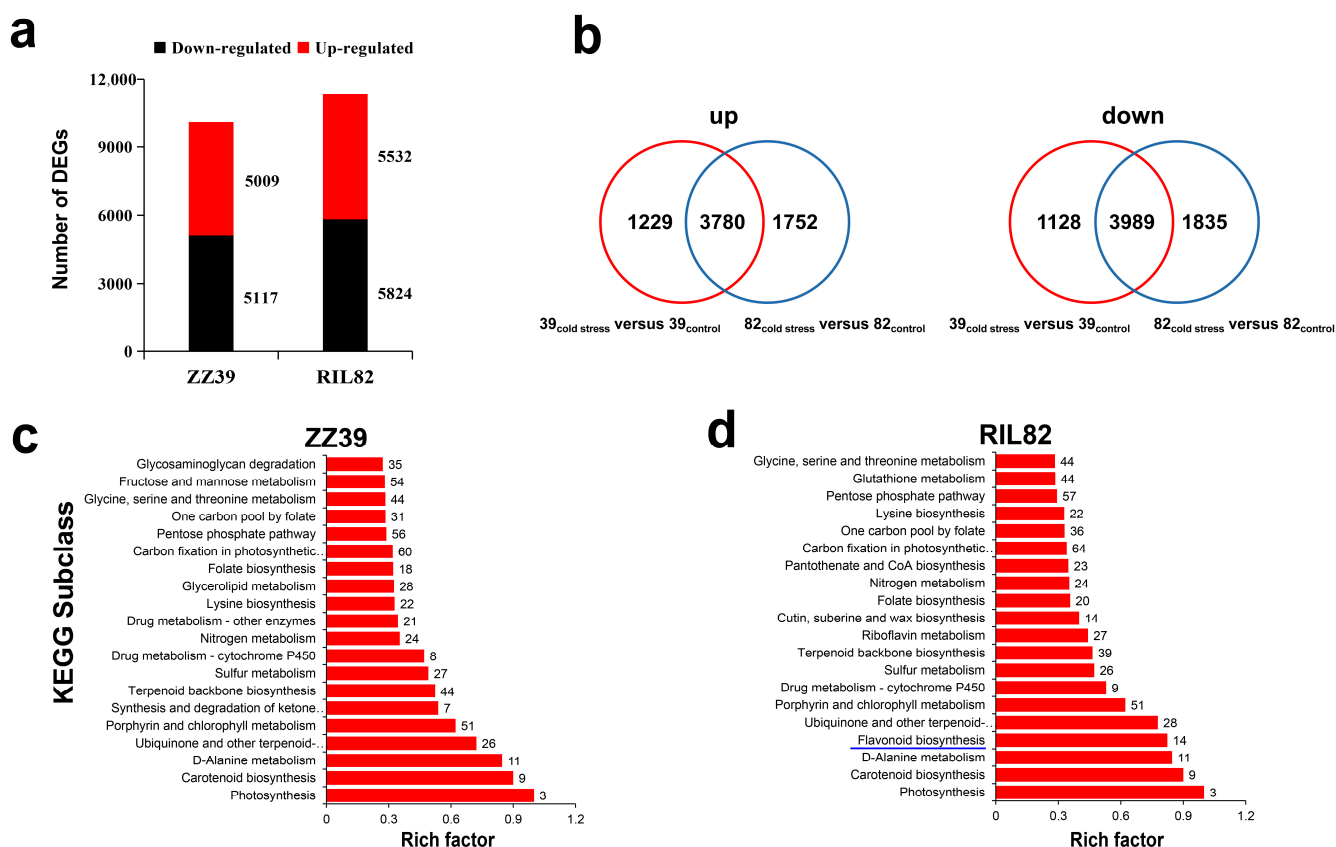 a
Down-regulated Up-regulated
12,000
9000
6000
3000
0
Number of DEGs
5009
5117
5532
5824
ZZ39 RIL82
b
up
1229 3780 1752
39cold stress versus 39control 82cold stress versus 82control
down
1128 3989 1835
39cold stress versus 39control 82cold stress versus 82control
c
ZZ39
KEGG Subclass
Glycosaminoglycan degradation 35
Fructose and mannose metabolism 54
Glycine, serine and threonine metabolism 44
One carbon pool by folate 31
Pentose phosphate pathway 56
Carbon fixation in photosynthetic.. 60
Folate biosynthesis 18
Glycerolipid metabolism 28
Lysine biosynthesis 22
Drug metabolism - other enzymes 21
Nitrogen metabolism 24
Drug metabolism - cytochrome P450 8
Sulfur metabolism 27
Terpenoid backbone biosynthesis 44
Synthesis and degradation of ketone.. 7
Porphyrin and chlorophyll metabolism 51
Ubiquinone and other terpenoid-.. 26
D-Alanine metabolism 11
Carotenoid biosynthesis 9
Photosynthesis 3
0 0.3 0.6 0.9 1.2
Rich factor
d
RIL82
Glycine, serine and threonine metabolism 44
Glutathione metabolism 44
Pentose phosphate pathway 57
Lysine biosynthesis 22
One carbon pool by folate 36
Carbon fixation in photosynthetic.. 64
Pantothenate and CoA biosynthesis 23
Nitrogen metabolism 24
Folate biosynthesis 20
Cutin, suberine and wax biosynthesis 14
Riboflavin metabolism 27
Terpenoid backbone biosynthesis 39
Sulfur metabolism 26
Drug metabolism - cytochrome P450 9
Porphyrin and chlorophyll metabolism 51
Ubiquinone and other terpenoid-.. 28
Flavonoid biosynthesis 14
D-Alanine metabolism 11
Carotenoid biosynthesis 9
Photosynthesis 3
0 0.3 0.6 0.9 1.2
Rich factor